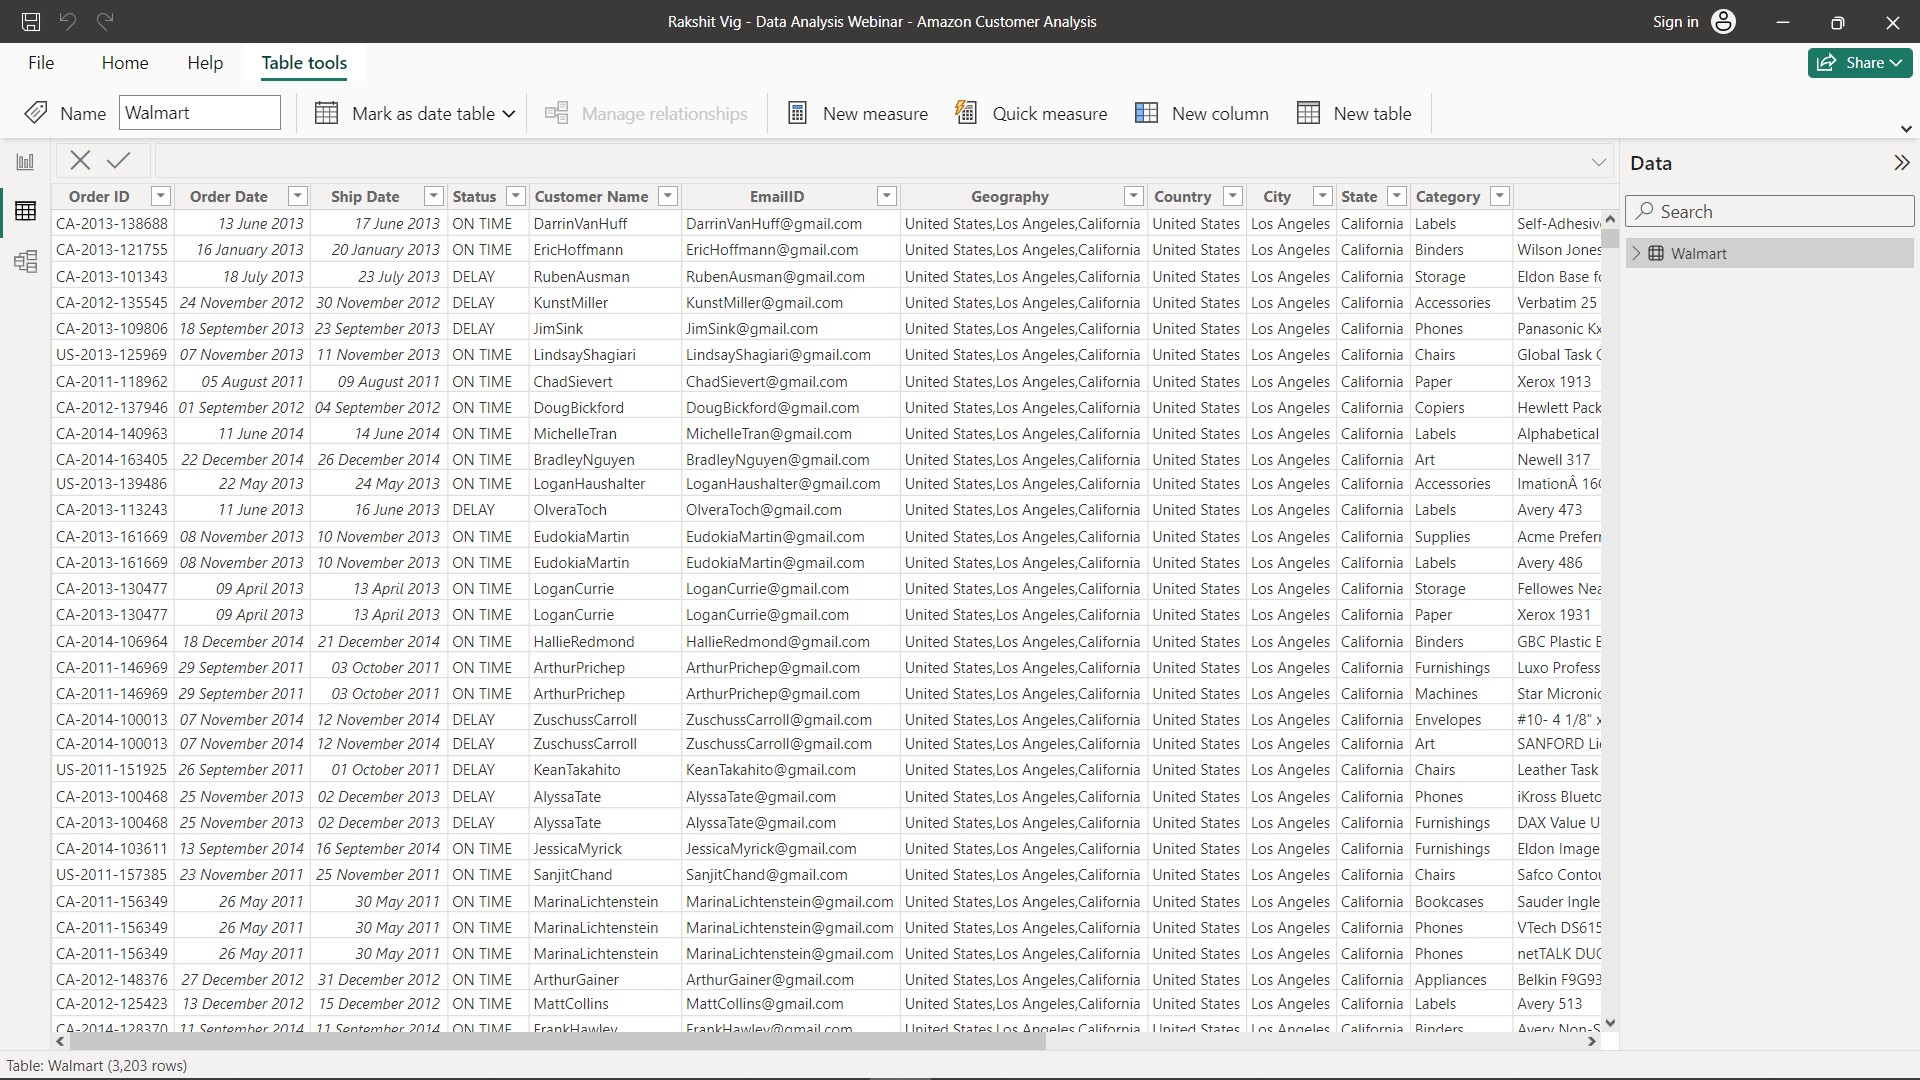 Rakshit Vig - Data Analysis Webinar - Amazon Customer Analysis Sign in
File Home Help Table tools Share
Name Walmart Mark as date table Manage relationships New measure Quick measure New column New table
Data
Search
Walmart
Order ID Order Date Ship Date Status Customer Name EmailID Geography Country City State Category
CA-2013-138688 13 June 2013 17 June 2013 ON TIME DarrinVanHuff DarrinVanHuff@gmail.com United States,Los Angeles,California United States Los Angeles California Labels Self-Adhesiv
CA-2013-121755 16 January 2013 20 January 2013 ON TIME EricHoffmann EricHoffmann@gmail.com United States,Los Angeles,California United States Los Angeles California Binders Wilson Jones
CA-2013-101343 18 July 2013 23 July 2013 DELAY RubenAusman RubenAusman@gmail.com United States,Los Angeles,California United States Los Angeles California Storage Eldon Base fo
CA-2012-135545 24 November 2012 30 November 2012 DELAY KunstMiller KunstMiller@gmail.com United States,Los Angeles,California United States Los Angeles California Accessories Verbatim 25
CA-2013-109806 18 September 2013 23 September 2013 DELAY JimSink JimSink@gmail.com United States,Los Angeles,California United States Los Angeles California Phones Panasonic Kx
US-2013-125969 07 November 2013 11 November 2013 ON TIME LindsayShagiari LindsayShagiari@gmail.com United States,Los Angeles,California United States Los Angeles California Chairs Global Task C
CA-2011-118962 05 August 2011 09 August 2011 ON TIME ChadSievert ChadSievert@gmail.com United States,Los Angeles,California United States Los Angeles California Paper Xerox 1913
CA-2012-137946 01 September 2012 04 September 2012 ON TIME DougBickford DougBickford@gmail.com United States,Los Angeles,California United States Los Angeles California Copiers Hewlett Pack
CA-2014-140963 11 June 2014 14 June 2014 ON TIME MichelleTran MichelleTran@gmail.com United States,Los Angeles,California United States Los Angeles California Labels Alphabetical
CA-2014-163405 22 December 2014 26 December 2014 ON TIME BradleyNguyen BradleyNguyen@gmail.com United States,Los Angeles,California United States Los Angeles California Art Newell 317
US-2013-139486 22 May 2013 24 May 2013 ON TIME LoganHaushalter LoganHaushalter@gmail.com United States,Los Angeles,California United States Los Angeles California Accessories ImationÂ 16G
CA-2013-113243 11 June 2013 16 June 2013 DELAY OlveraToch OlveraToch@gmail.com United States,Los Angeles,California United States Los Angeles California Labels Avery 473
CA-2013-161669 08 November 2013 10 November 2013 ON TIME EudokiaMartin EudokiaMartin@gmail.com United States,Los Angeles,California United States Los Angeles California Supplies Acme Preferr
CA-2013-161669 08 November 2013 10 November 2013 ON TIME EudokiaMartin EudokiaMartin@gmail.com United States,Los Angeles,California United States Los Angeles California Labels Avery 486
CA-2013-130477 09 April 2013 13 April 2013 ON TIME LoganCurrie LoganCurrie@gmail.com United States,Los Angeles,California United States Los Angeles California Storage Fellowes Nea
CA-2013-130477 09 April 2013 13 April 2013 ON TIME LoganCurrie LoganCurrie@gmail.com United States,Los Angeles,California United States Los Angeles California Paper Xerox 1931
CA-2014-106964 18 December 2014 21 December 2014 ON TIME HallieRedmond HallieRedmond@gmail.com United States,Los Angeles,California United States Los Angeles California Binders GBC Plastic B
CA-2011-146969 29 September 2011 03 October 2011 ON TIME ArthurPrichep ArthurPrichep@gmail.com United States,Los Angeles,California United States Los Angeles California Furnishings Luxo Profess
CA-2011-146969 29 September 2011 03 October 2011 ON TIME ArthurPrichep ArthurPrichep@gmail.com United States,Los Angeles,California United States Los Angeles California Machines Star Micronic
CA-2014-100013 07 November 2014 12 November 2014 DELAY ZuschussCarroll ZuschussCarroll@gmail.com United States,Los Angeles,California United States Los Angeles California Envelopes #10- 4 1/8" x
CA-2014-100013 07 November 2014 12 November 2014 DELAY ZuschussCarroll ZuschussCarroll@gmail.com United States,Los Angeles,California United States Los Angeles California Art SANFORD Li
US-2011-151925 26 September 2011 01 October 2011 DELAY KeanTakahito KeanTakahito@gmail.com United States,Los Angeles,California United States Los Angeles California Chairs Leather Task
CA-2013-100468 25 November 2013 02 December 2013 DELAY AlyssaTate AlyssaTate@gmail.com United States,Los Angeles,California United States Los Angeles California Phones iKross Blueto
CA-2013-100468 25 November 2013 02 December 2013 DELAY AlyssaTate AlyssaTate@gmail.com United States,Los Angeles,California United States Los Angeles California Furnishings DAX Value U
CA-2014-103611 13 September 2014 16 September 2014 ON TIME JessicaMyrick JessicaMyrick@gmail.com United States,Los Angeles,California United States Los Angeles California Furnishings Eldon Image
US-2011-157385 23 November 2011 25 November 2011 ON TIME SanjitChand SanjitChand@gmail.com United States,Los Angeles,California United States Los Angeles California Chairs Safco Contou
CA-2011-156349 26 May 2011 30 May 2011 ON TIME MarinaLichtenstein MarinaLichtenstein@gmail.com United States,Los Angeles,California United States Los Angeles California Bookcases Sauder Ingle
CA-2011-156349 26 May 2011 30 May 2011 ON TIME MarinaLichtenstein MarinaLichtenstein@gmail.com United States,Los Angeles,California United States Los Angeles California Phones VTech DS615
CA-2011-156349 26 May 2011 30 May 2011 ON TIME MarinaLichtenstein MarinaLichtenstein@gmail.com United States,Los Angeles,California United States Los Angeles California Phones netTALK DUO
CA-2012-148376 27 December 2012 31 December 2012 ON TIME ArthurGainer ArthurGainer@gmail.com United States,Los Angeles,California United States Los Angeles California Appliances Belkin F9G93
CA-2012-125423 13 December 2012 15 December 2012 ON TIME MattCollins MattCollins@gmail.com United States,Los Angeles,California United States Los Angeles California Labels Avery 513
CA-2014-128370 11 September 2014 11 September 2014 ON TIME FrankHawley FrankHawley@gmail.com United States,Los Angeles,California United States Los Angeles California Binders Avery Non-S
Table: Walmart (3,203 rows)